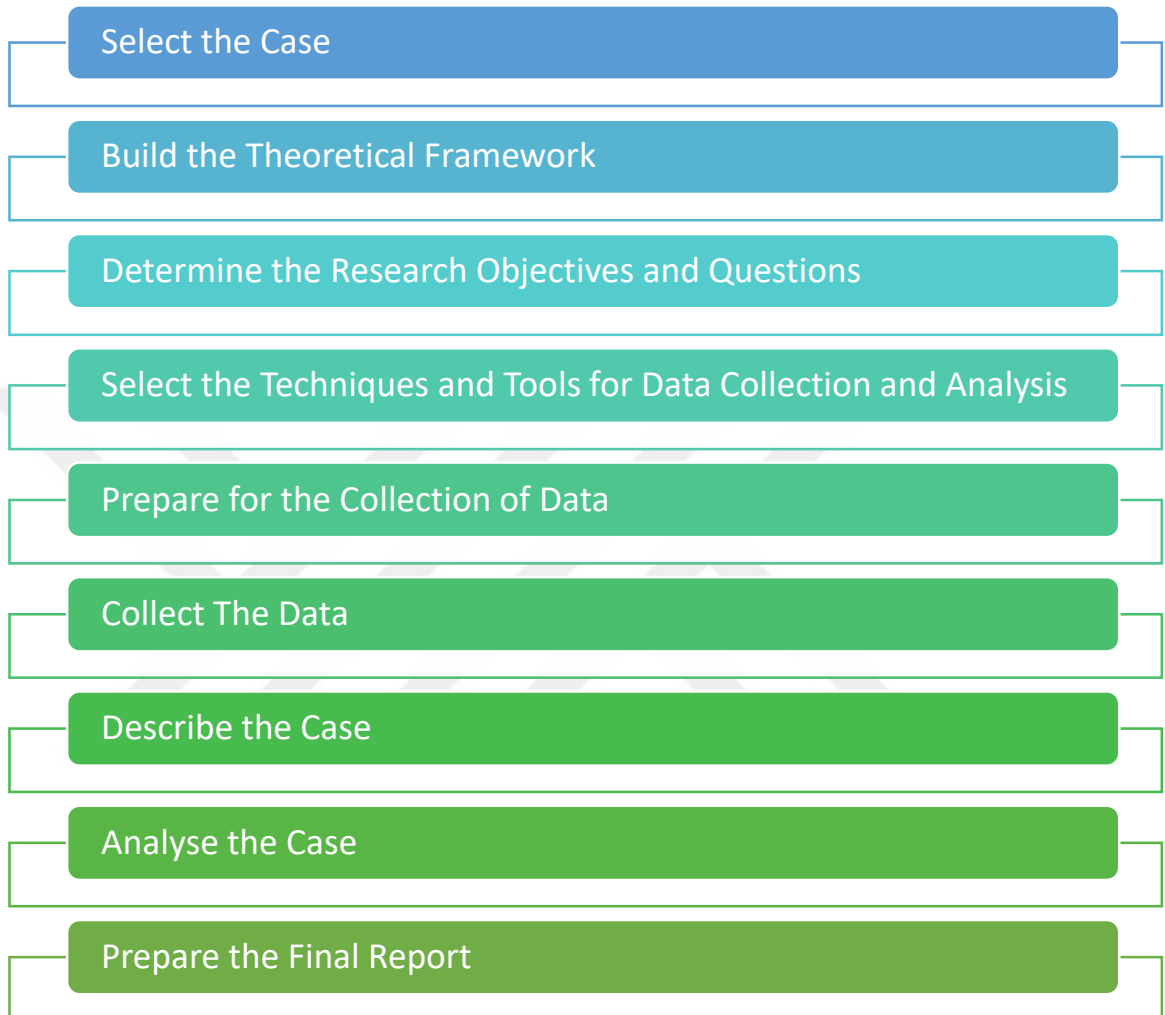 Select the Case
Build the Theoretical Framework
Determine the Research Objectives and Questions
Select the Techniques and Tools for Data Collection and Analysis
Prepare for the Collection of Data
Collect The Data
Describe the Case
Analyse the Case
Prepare the Final Report